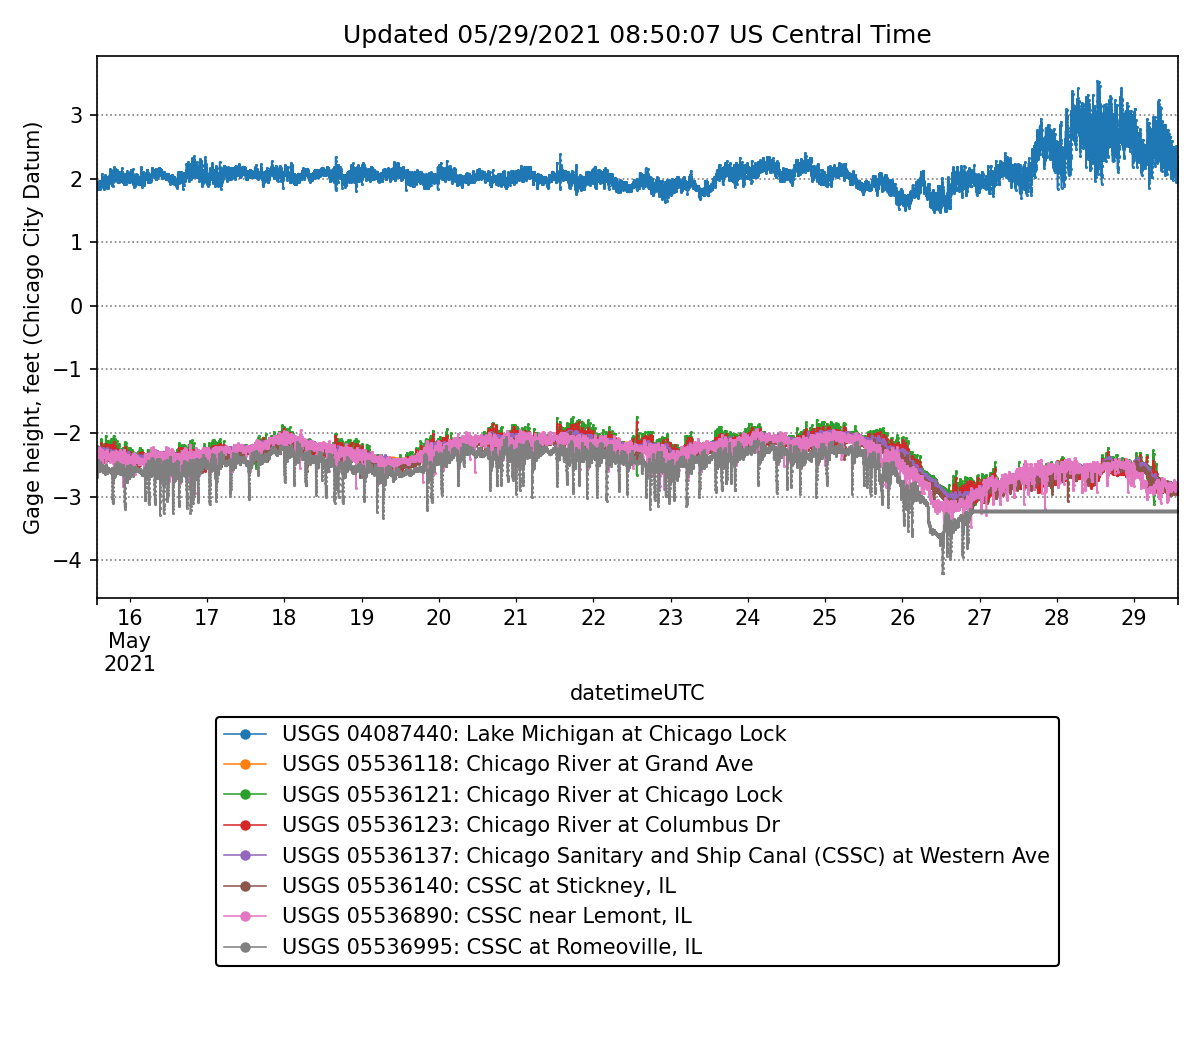 Updated 05/29/2021 08:50:07 US Central Time
Gage height, feet (Chicago City Datum)
3
2
1
0
−1
−2
−3
−4
16 17 18 19 20 21 22 23 24 25 26 27 28 29
May
2021
datetimeUTC
USGS 04087440: Lake Michigan at Chicago Lock
USGS 05536118: Chicago River at Grand Ave
USGS 05536121: Chicago River at Chicago Lock
USGS 05536123: Chicago River at Columbus Dr
USGS 05536137: Chicago Sanitary and Ship Canal (CSSC) at Western Ave
USGS 05536140: CSSC at Stickney, IL
USGS 05536890: CSSC near Lemont, IL
USGS 05536995: CSSC at Romeoville, IL